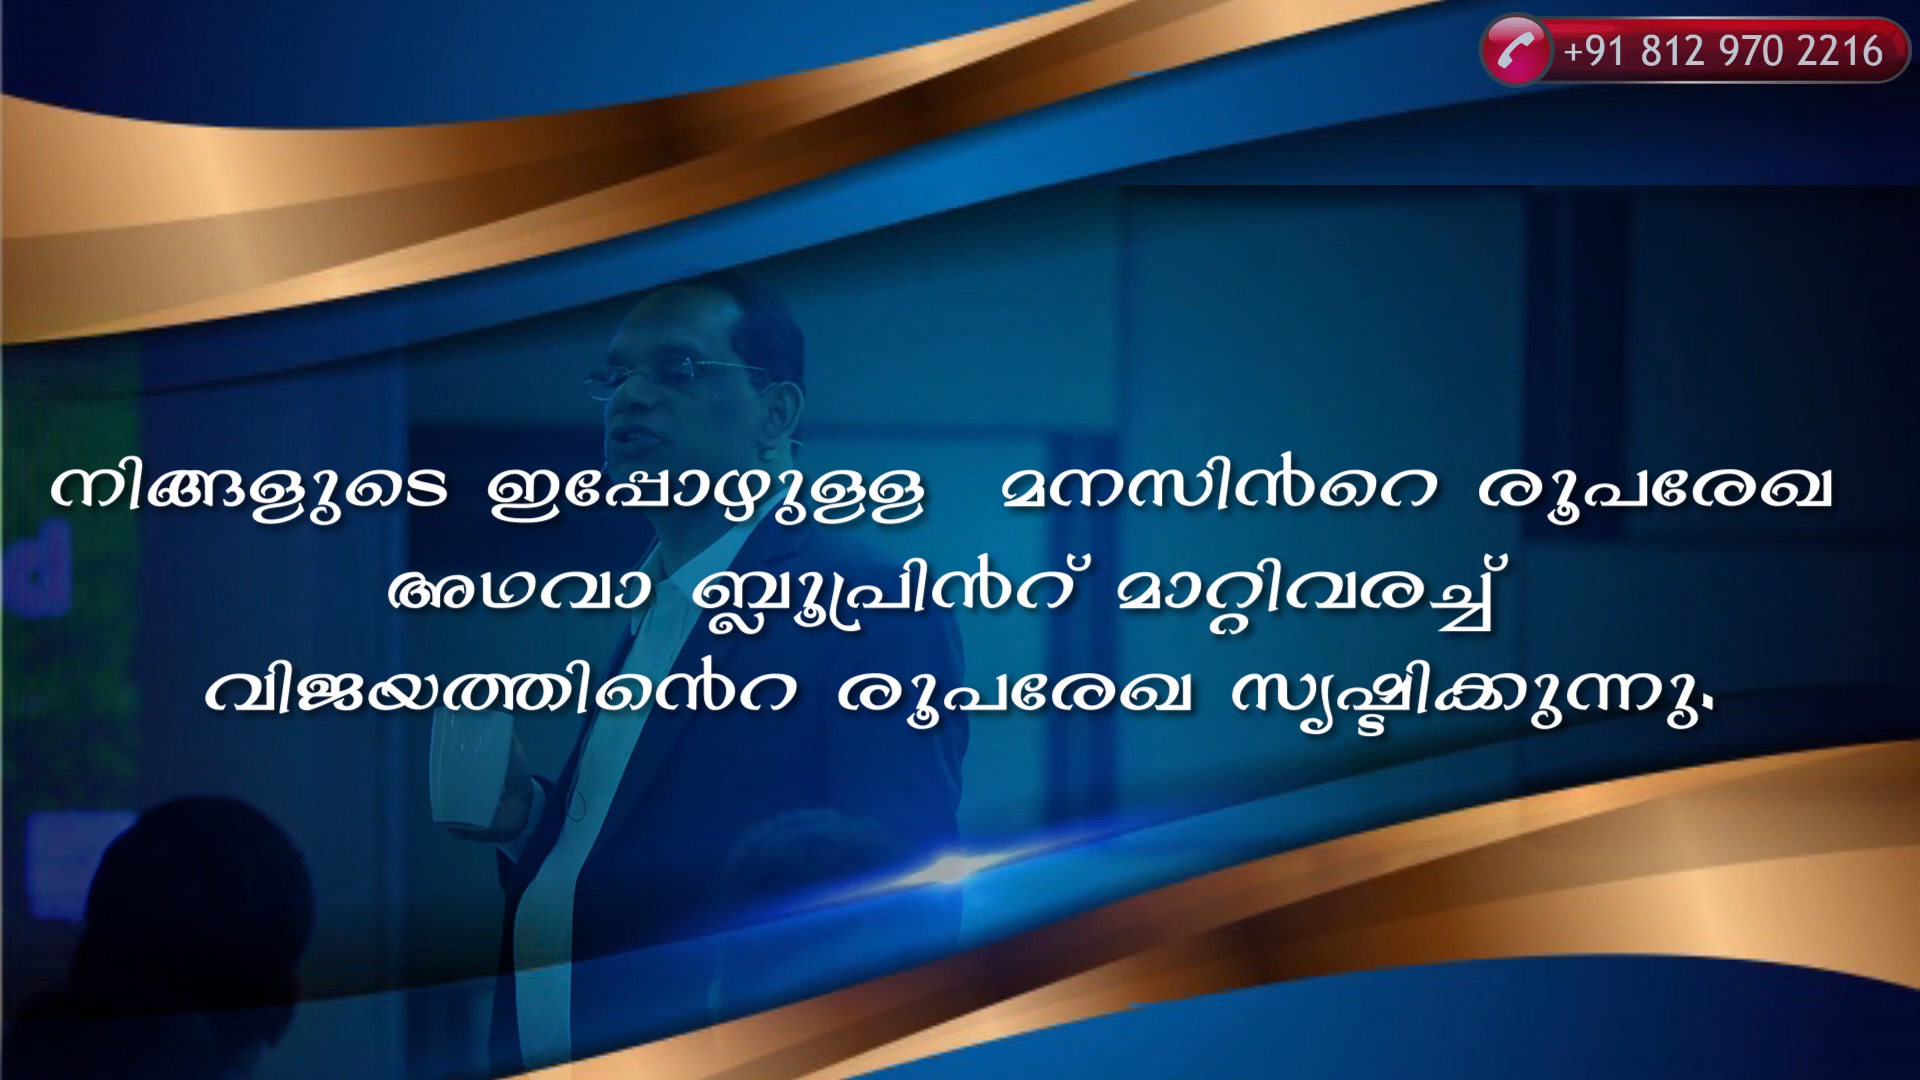 +91 812 970 2216
നിങ്ങളുടെ ഇപ്പോഴുള്ള മനസിൻറെ രൂപരേഖ
അഥവാ ബ്ലൂപ്രിൻറ് മാറ്റിവരച്ച്
വിജയത്തിൻെറ രൂപരേഖ സൃഷ്ടിക്കുന്നു.
d